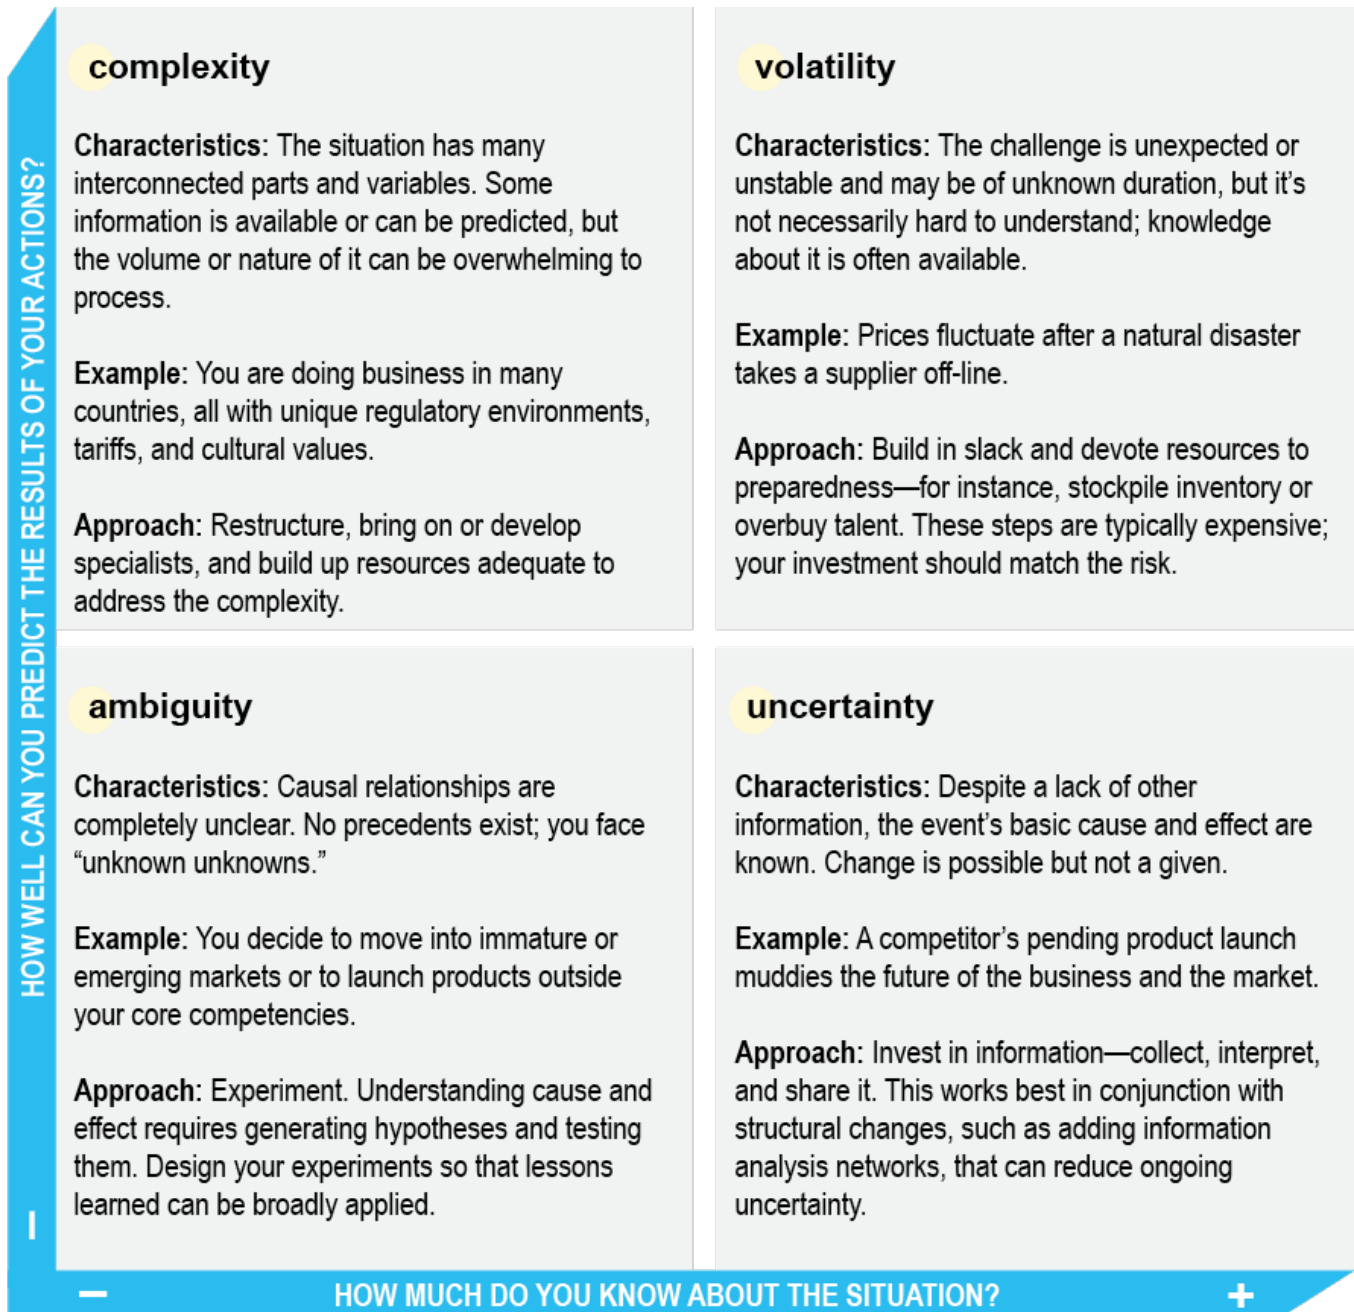 complexity
Characteristics: The situation has many
interconnected parts and variables. Some
information is available or can be predicted, but
the volume or nature of it can be overwhelming to
process.
Example: You are doing business in many
countries, all with unique regulatory environments,
tariffs, and cultural values.
Approach: Restructure, bring on or develop
specialists, and build up resources adequate to
address the complexity.
volatility
Characteristics: The challenge is unexpected or
unstable and may be of unknown duration, but it’s
not necessarily hard to understand; knowledge
about it is often available.
Example: Prices fluctuate after a natural disaster
takes a supplier off-line.
Approach: Build in slack and devote resources to
preparedness—for instance, stockpile inventory or
overbuy talent. These steps are typically expensive;
your investment should match the risk.
ambiguity
Characteristics: Causal relationships are
completely unclear. No precedents exist; you face
“unknown unknowns.”
Example: You decide to move into immature or
emerging markets or to launch products outside
your core competencies.
Approach: Experiment. Understanding cause and
effect requires generating hypotheses and testing
them. Design your experiments so that lessons
learned can be broadly applied.
uncertainty
Characteristics: Despite a lack of other
information, the event’s basic cause and effect are
known. Change is possible but not a given.
Example: A competitor’s pending product launch
muddies the future of the business and the market.
Approach: Invest in information—collect, interpret,
and share it. This works best in conjunction with
structural changes, such as adding information
analysis networks, that can reduce ongoing
uncertainty.
HOW WELL CAN YOU PREDICT THE RESULTS OF YOUR ACTIONS?
–
– HOW MUCH DO YOU KNOW ABOUT THE SITUATION? +